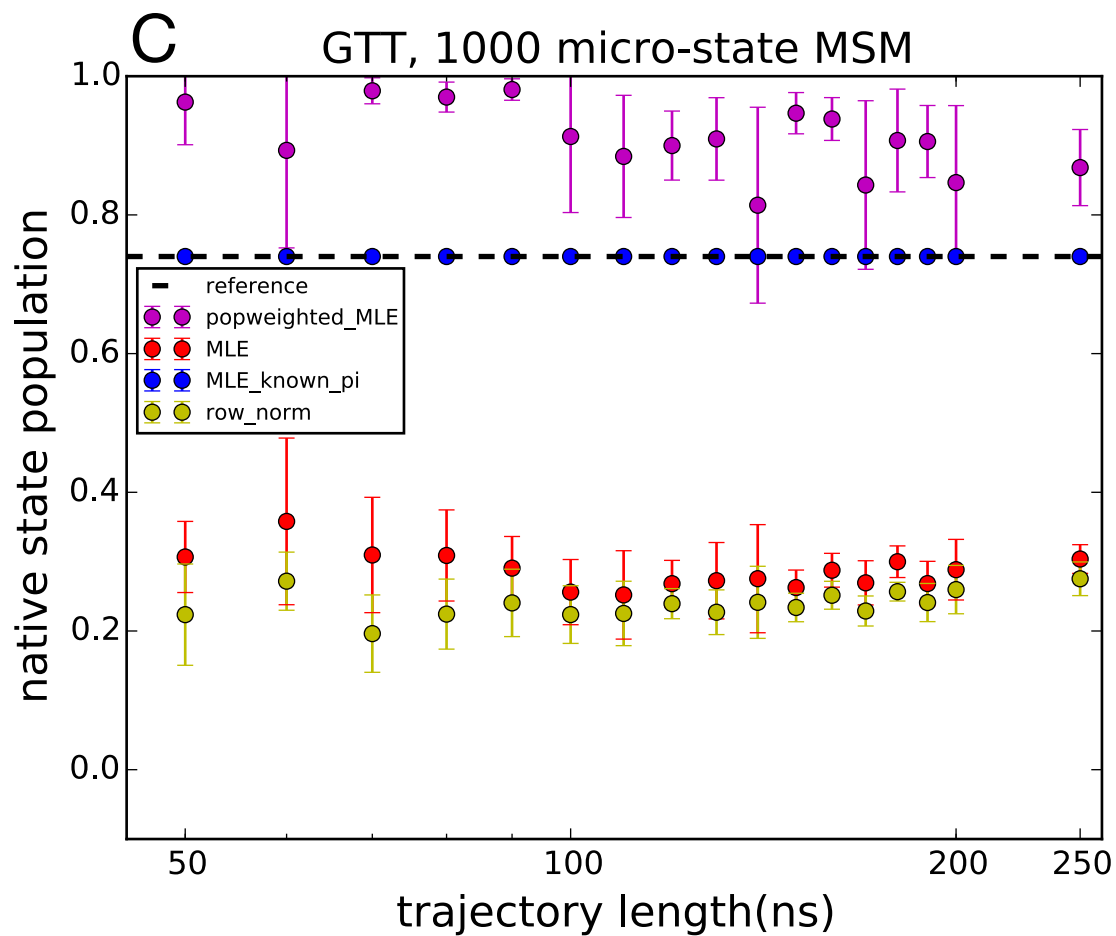 C
GTT, 1000 micro-state MSM
native state population
1.0
0.8
0.6
0.4
0.2
0.0
reference
popweighted_MLE
MLE
MLE_known_pi
row_norm
50
100
200
250
trajectory length(ns)